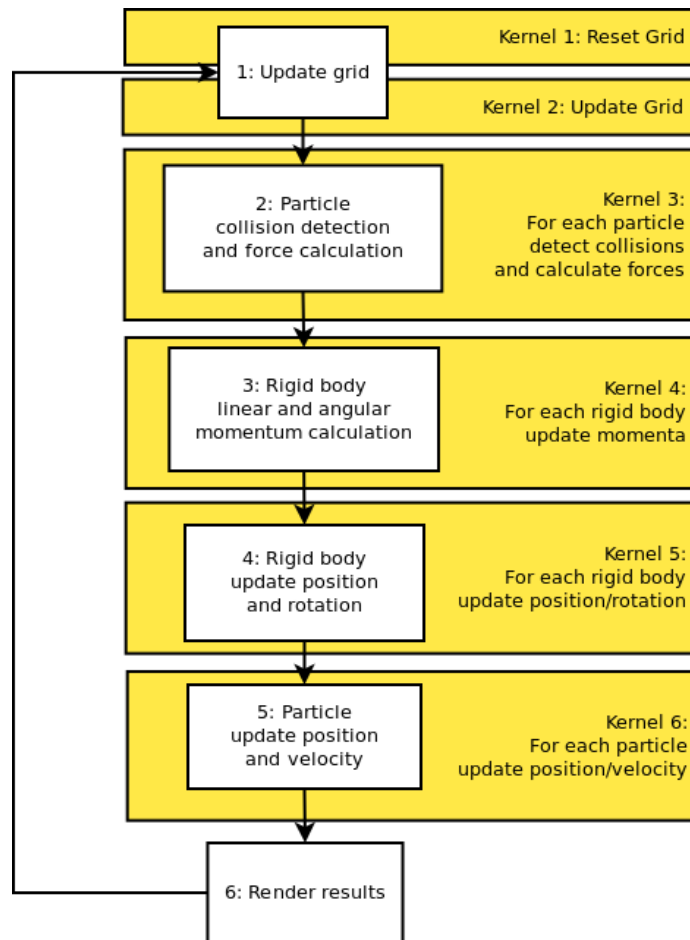 Kernel 1: Reset Grid
1: Update grid
Kernel 2: Update Grid
2: Particle
collision detection
and force calculation
Kernel 3:
For each particle
detect collisions
and calculate forces
3: Rigid body
linear and angular
momentum calculation
Kernel 4:
For each rigid body
update momenta
4: Rigid body
update position
and rotation
Kernel 5:
For each rigid body
update position/rotation
5: Particle
update position
and velocity
Kernel 6:
For each particle
update position/velocity
6: Render results